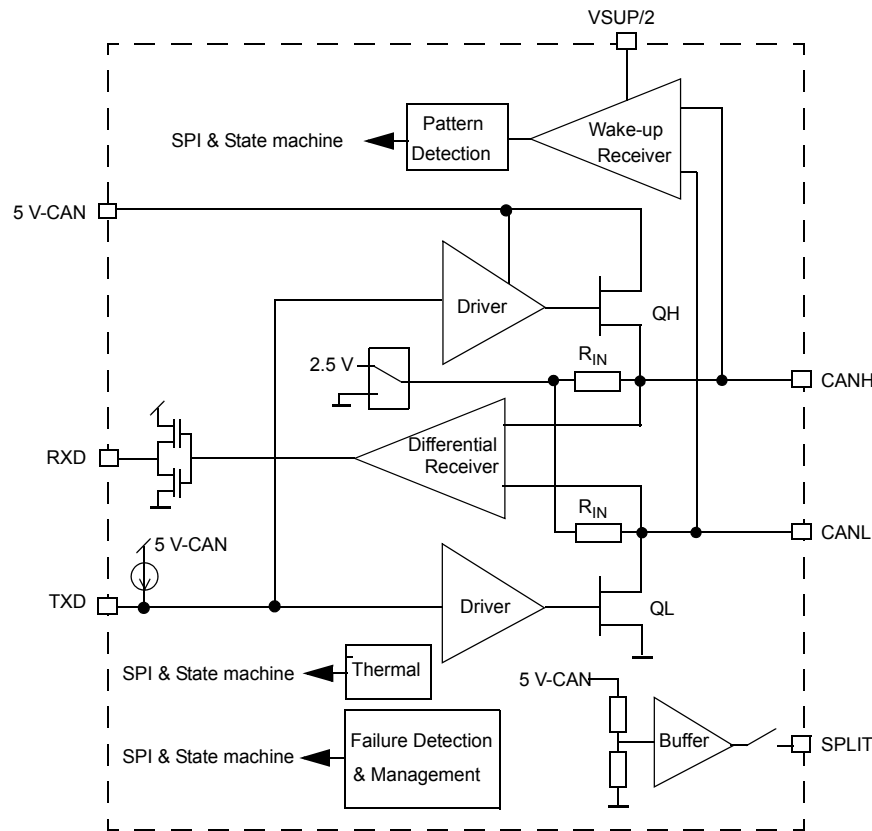 VSUP/2
SPI & State machine
Pattern
Detection
Wake-up
Receiver
5 V-CAN
Driver
QH
2.5 V
RIN
CANH
RXD
Differential
Receiver
RIN
CANL
5 V-CAN
TXD
Driver
QL
SPI & State machine
Thermal
5 V-CAN
SPI & State machine
Failure Detection
& Management
Buffer
SPLIT